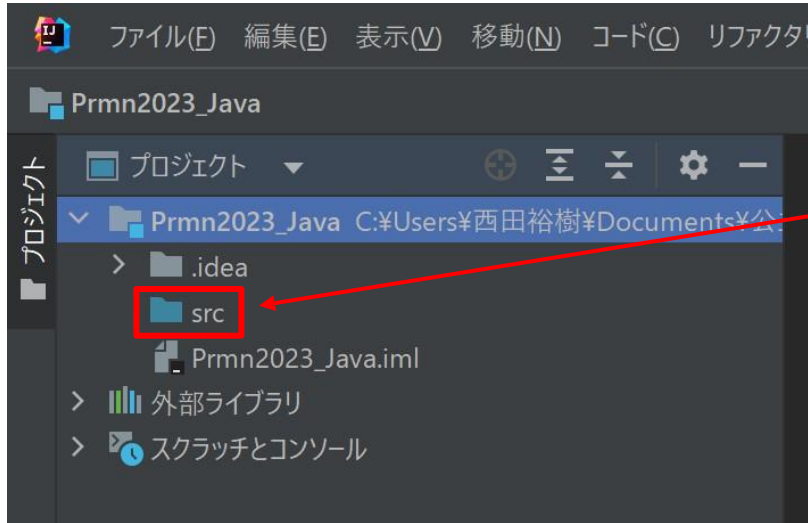 IJ
ファイル(F) 編集(E) 表示(V) 移動(N) コード(C) リファクタ
Prmn2023_Java
プロジェクト
プロジェクト
Prmn2023_Java C:¥Users¥西田裕樹¥Documents¥公
.idea
src
Prmn2023_Java.iml
外部ライブラリ
スクラッチとコンソール